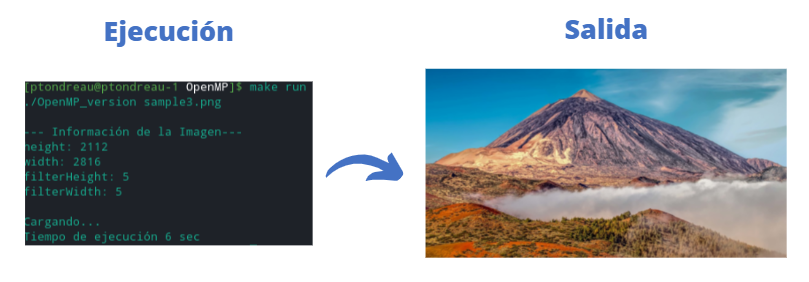 Ejecución
[ptondreau@ptondreau-1 OpenMP]$ make run
./OpenMP_version sample3.png
--- Información de la Imagen---
height: 2112
width: 2816
filterHeight: 5
filterWidth: 5
Cargando...
Tiempo de ejecución 6 sec
Salida